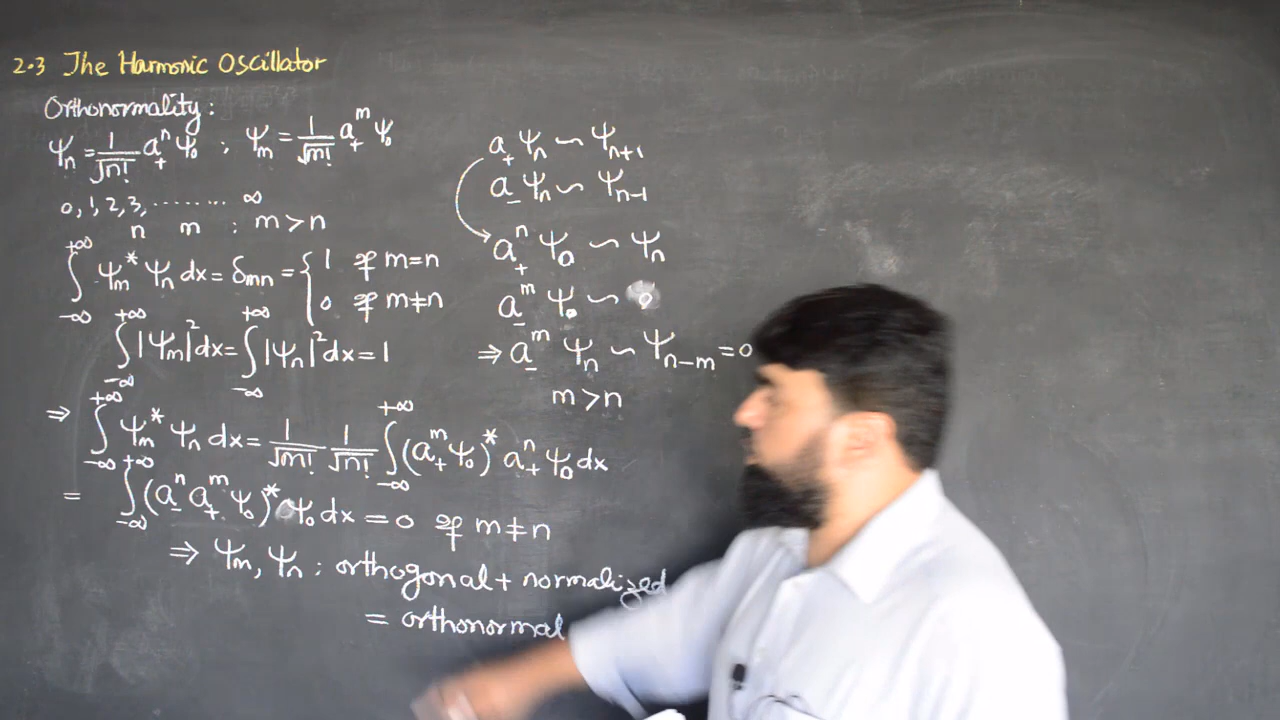 2.3 The Harmonic Oscillator
Orthonormality:
Ψₙ = 1/√n! a₊ⁿ Ψ₀ ; Ψₘ = 1/√m! a₊ᵐ Ψ₀
0, 1, 2, 3, ........ ∞
n m : m > n
∫_{-∞}^{+∞} Ψₘ* Ψₙ dx = δₘₙ = { 1 if m = n
0 if m ≠ n
∫_{-∞}^{+∞} |Ψₘ|² dx = ∫_{-∞}^{+∞} |Ψₙ|² dx = 1
⇒ ∫_{-∞}^{+∞} Ψₘ* Ψₙ dx = 1/√m! 1/√n! ∫_{-∞}^{+∞} (a₊ᵐ Ψ₀)* a₊ⁿ Ψ₀ dx
= ∫_{-∞}^{+∞} (a₋ⁿ a₊ᵐ Ψ₀)* Ψ₀ dx = 0 if m ≠ n
⇒ Ψₘ, Ψₙ : orthogonal + normalized
= orthonormal
a₊ Ψₙ ∼ Ψₙ₊₁
a₋ Ψₙ ∼ Ψₙ₋₁
a₊ⁿ Ψ₀ ∼ Ψₙ
a₋ᵐ Ψ₀ ∼ 0
⇒ a₋ᵐ Ψₙ ∼ Ψₙ₋ₘ = 0
m > n